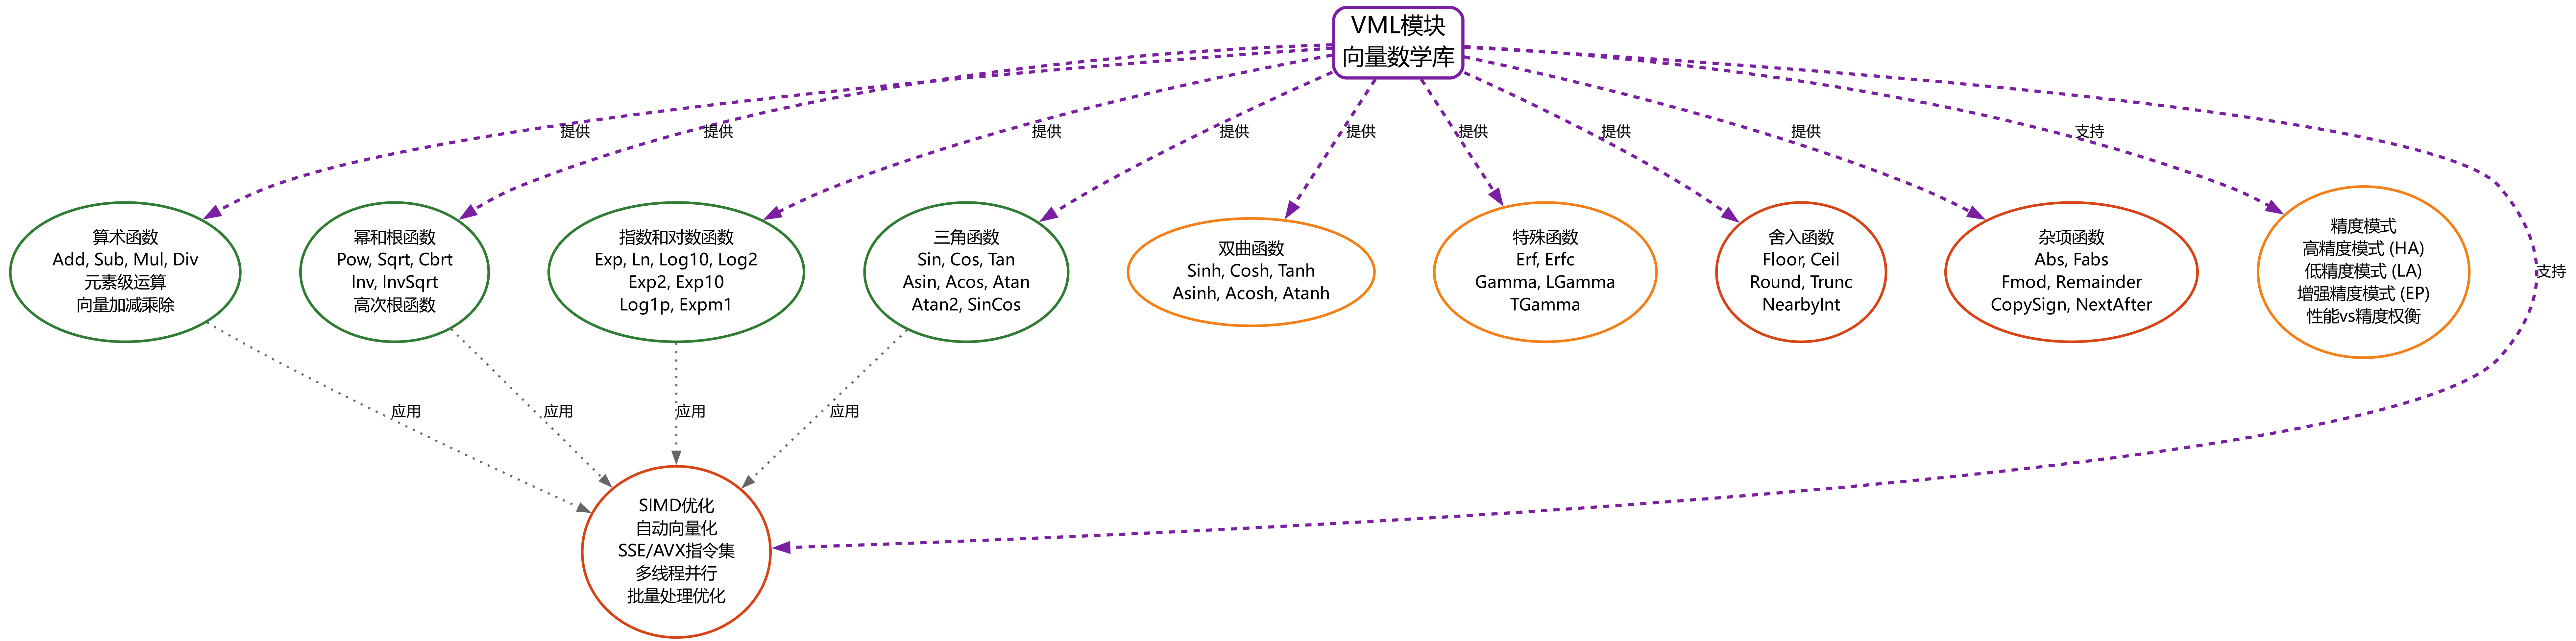 VML模块
向量数学库
提供
提供
提供
提供
提供
提供
提供
提供
支持
支持
算术函数
Add, Sub, Mul, Div
元素级运算
向量加减乘除
幂和根函数
Pow, Sqrt, Cbrt
Inv, InvSqrt
高次根函数
指数和对数函数
Exp, Ln, Log10, Log2
Exp2, Exp10
Log1p, Expm1
三角函数
Sin, Cos, Tan
Asin, Acos, Atan
Atan2, SinCos
双曲函数
Sinh, Cosh, Tanh
Asinh, Acosh, Atanh
特殊函数
Erf, Erfc
Gamma, LGamma
TGamma
舍入函数
Floor, Ceil
Round, Trunc
NearbyInt
杂项函数
Abs, Fabs
Fmod, Remainder
CopySign, NextAfter
精度模式
高精度模式 (HA)
低精度模式 (LA)
增强精度模式 (EP)
性能vs精度权衡
应用
应用
应用
应用
SIMD优化
自动向量化
SSE/AVX指令集
多线程并行
批量处理优化